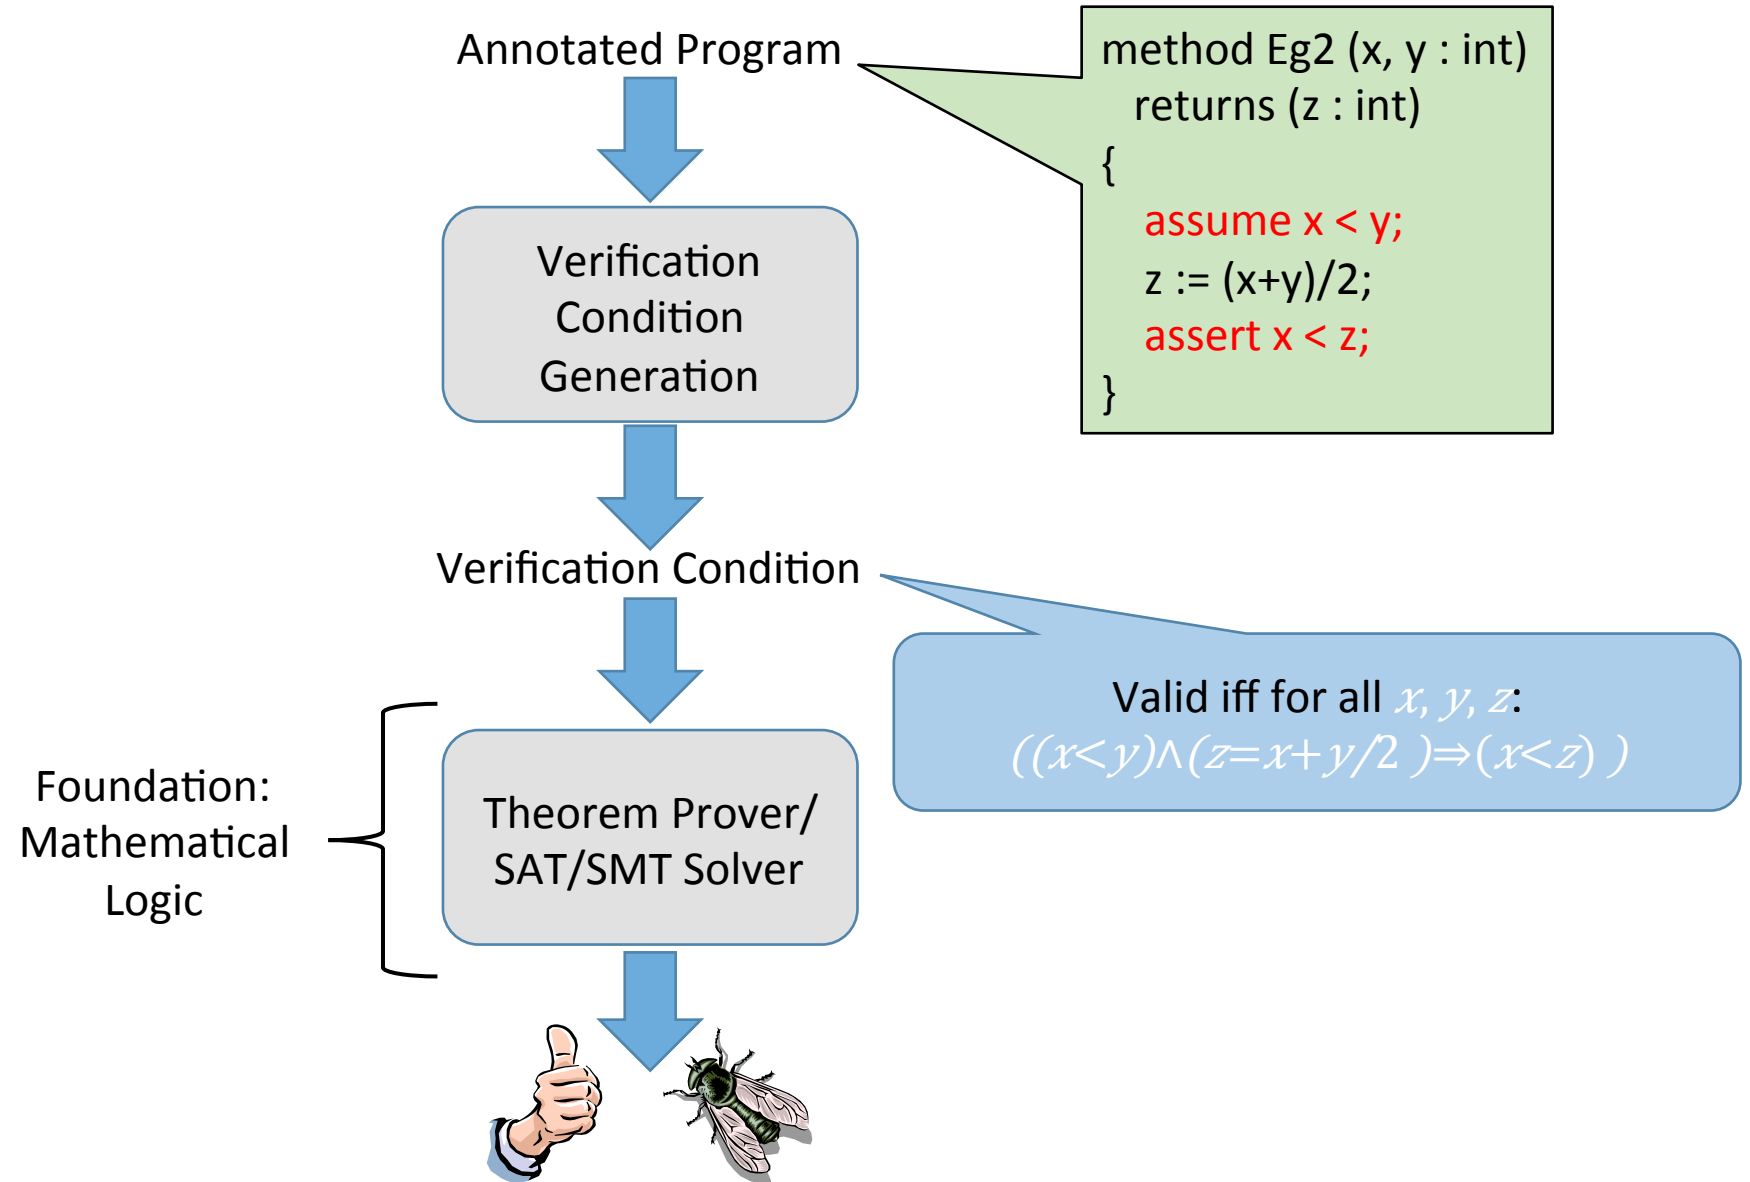 Annotated Program
method Eg2 (x, y : int)
returns (z : int)
{
assume x < y;
z := (x+y)/2;
assert x < z;
}
Verification
Condition
Generation
Verification Condition
Valid iff for all x, y, z:
((x<y)∧(z=x+y/2 )⇒(x<z) )
Foundation:
Mathematical
Logic
Theorem Prover/
SAT/SMT Solver